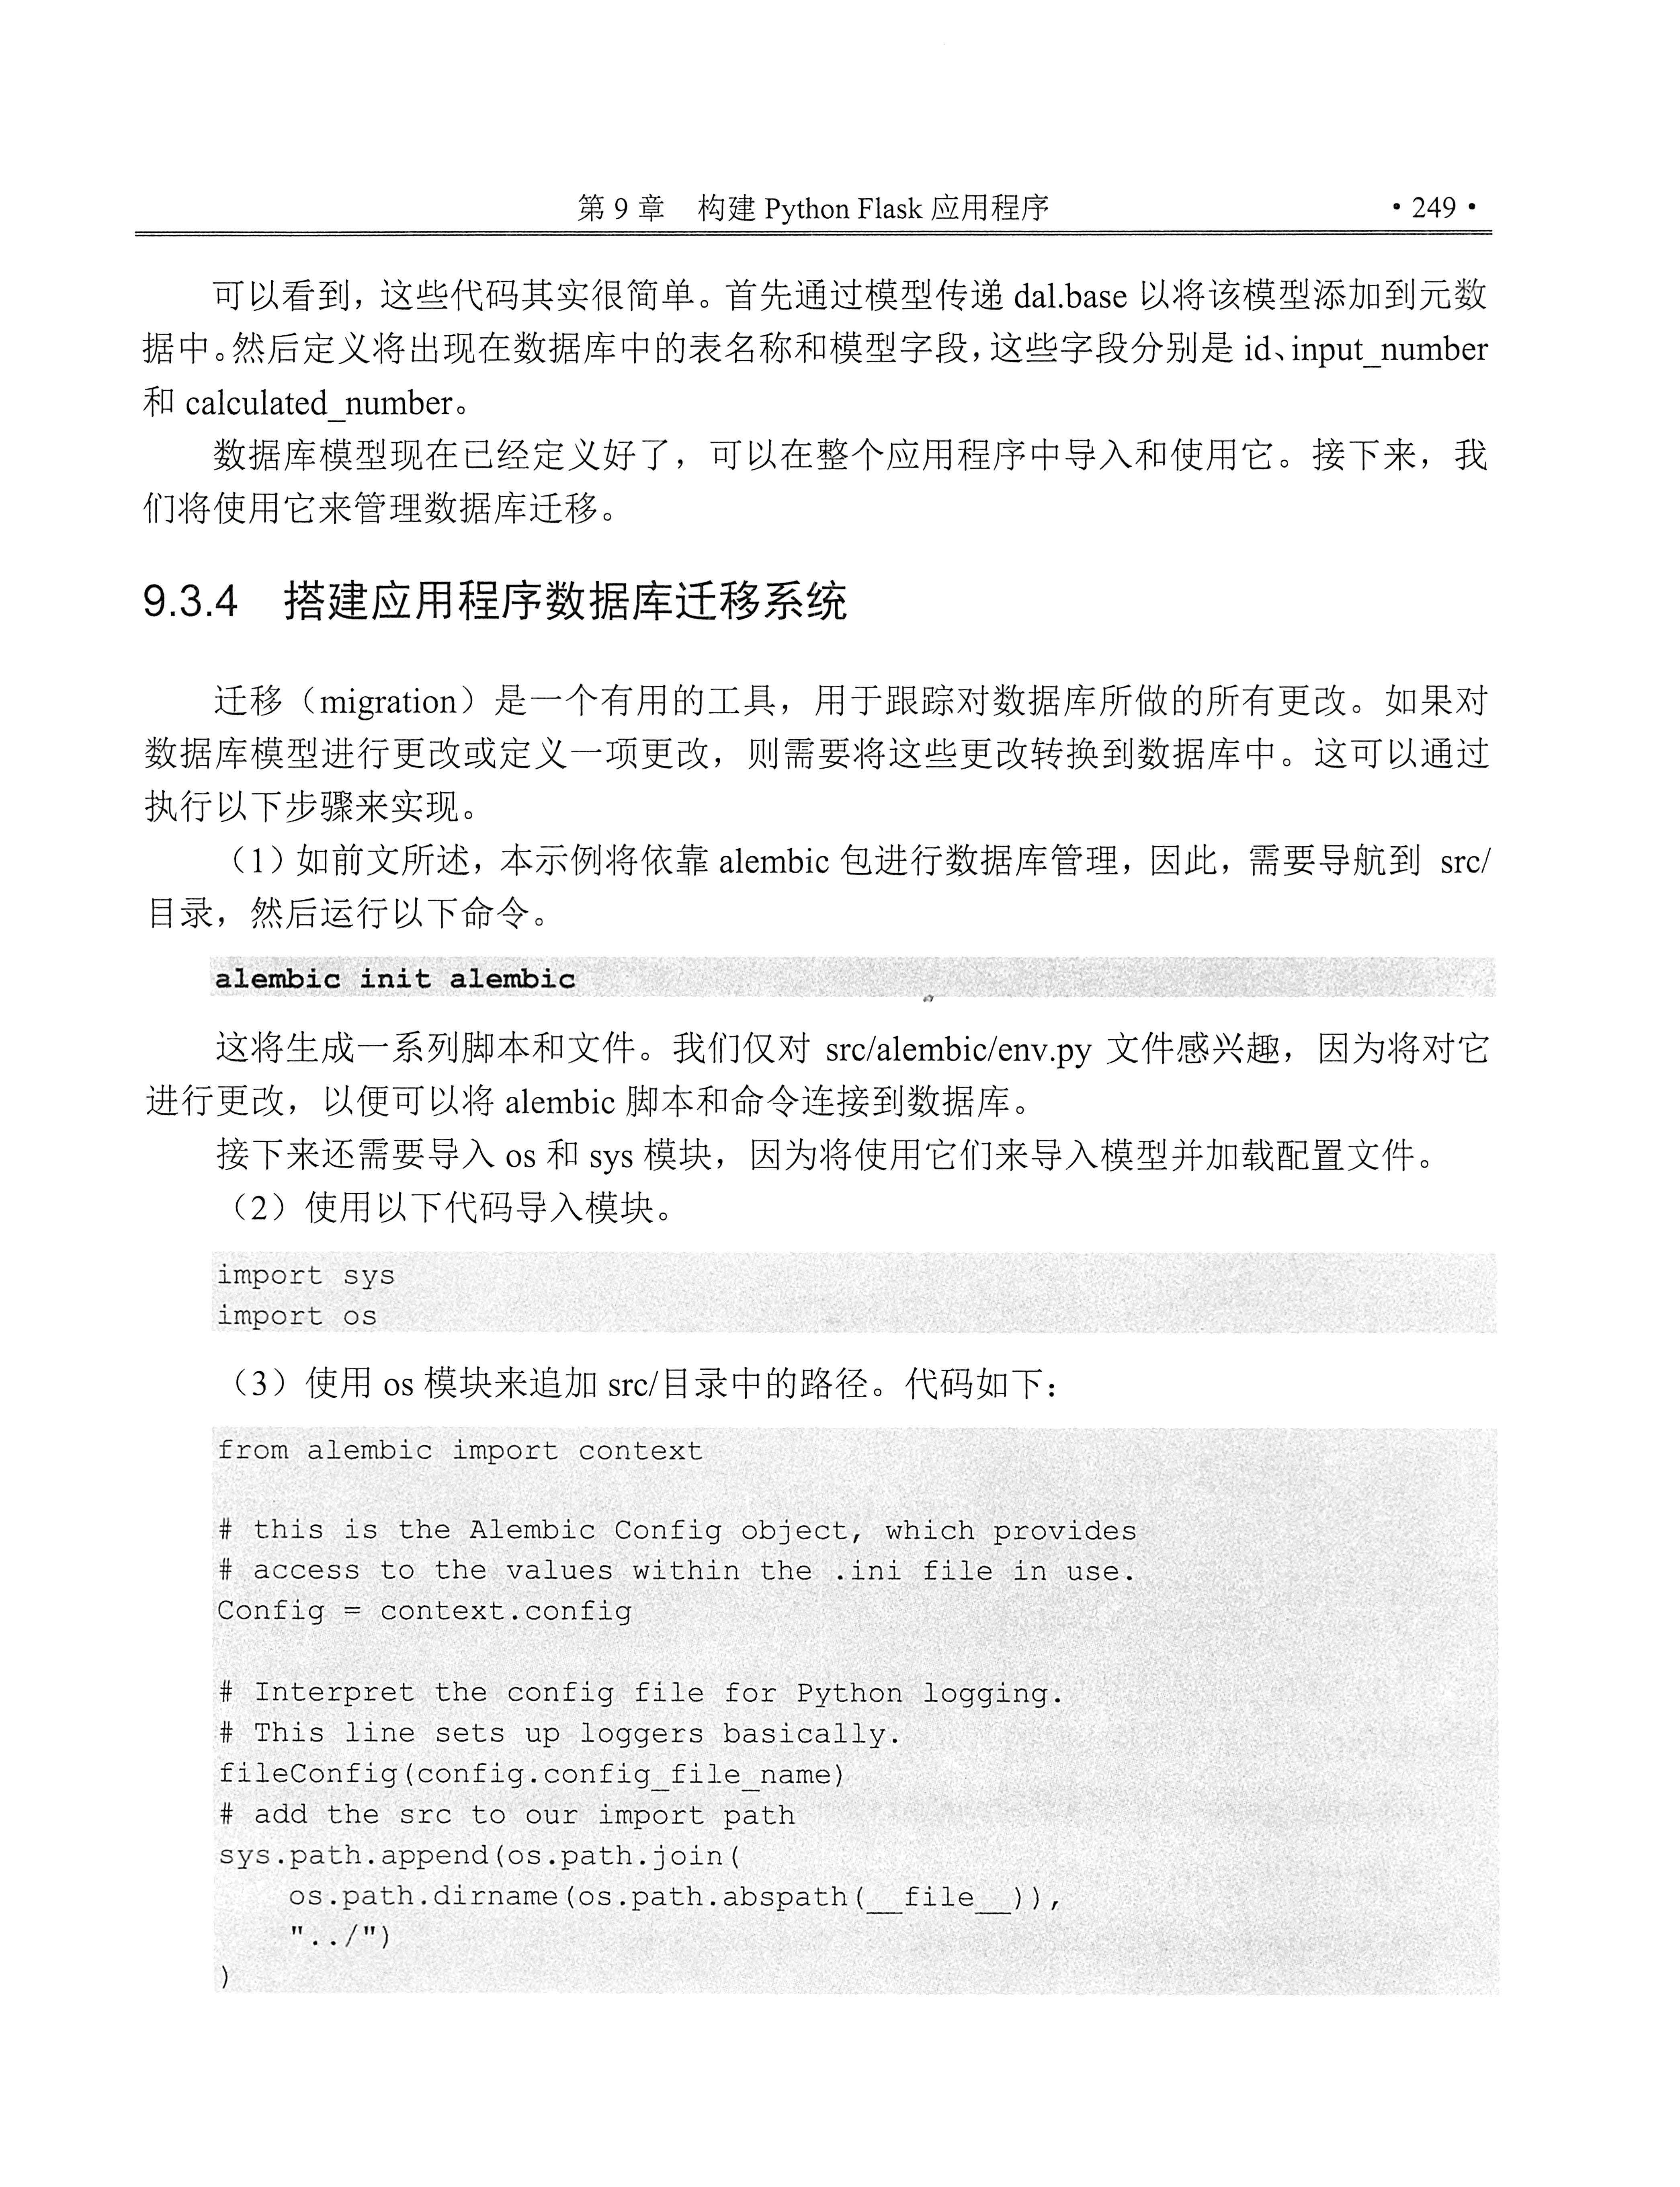 第 9 章 构建 Python Flask 应用程序 • 249 •
可以看到，这些代码其实很简单。首先通过模型传递 dal.base 以将该模型添加到元数
据中。然后定义将出现在数据库中的表名称和模型字段，这些字段分别是 id、input_number
和 calculated_number。
数据库模型现在已经定义好了，可以在整个应用程序中导入和使用它。接下来，我
们将使用它来管理数据库迁移。
9.3.4 搭建应用程序数据库迁移系统
迁移（migration）是一个有用的工具，用于跟踪对数据库所做的所有更改。如果对
数据库模型进行更改或定义一项更改，则需要将这些更改转换到数据库中。这可以通过
执行以下步骤来实现。
（1）如前文所述，本示例将依靠 alembic 包进行数据库管理，因此，需要导航到 src/
目录，然后运行以下命令。
alembic init alembic
这将生成一系列脚本和文件。我们仅对 src/alembic/env.py 文件感兴趣，因为将对它
进行更改，以便可以将 alembic 脚本和命令连接到数据库。
接下来还需要导入 os 和 sys 模块，因为将使用它们来导入模型并加载配置文件。
（2）使用以下代码导入模块。
import sys
import os
（3）使用 os 模块来追加 src/目录中的路径。代码如下：
from alembic import context
# this is the Alembic Config object, which provides
# access to the values within the .ini file in use.
Config = context.config
# Interpret the config file for Python logging.
# This line sets up loggers basically.
fileConfig(config.config_file_name)
# add the src to our import path
sys.path.append(os.path.join(
    os.path.dirname(os.path.abspath(__file__)),
    "../")
)